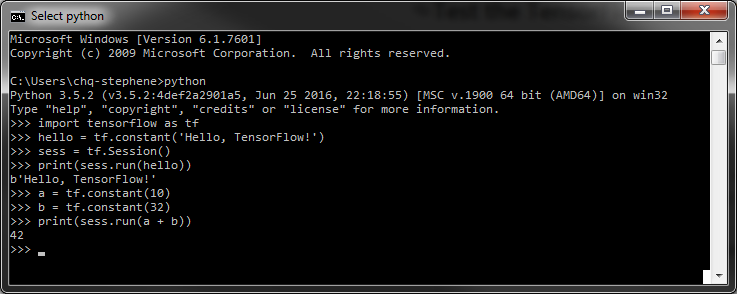 Select python
Microsoft Windows [Version 6.1.7601]
Copyright (c) 2009 Microsoft Corporation.  All rights reserved.
C:\Users\chq-stephene>python
Python 3.5.2 (v3.5.2:4def2a2901a5, Jun 25 2016, 22:18:55) [MSC v.1900 64 bit (AMD64)] on win32
Type "help", "copyright", "credits" or "license" for more information.
>>> import tensorflow as tf
>>> hello = tf.constant('Hello, TensorFlow!')
>>> sess = tf.Session()
>>> print(sess.run(hello))
b'Hello, TensorFlow!'
>>> a = tf.constant(10)
>>> b = tf.constant(32)
>>> print(sess.run(a + b))
42
>>>